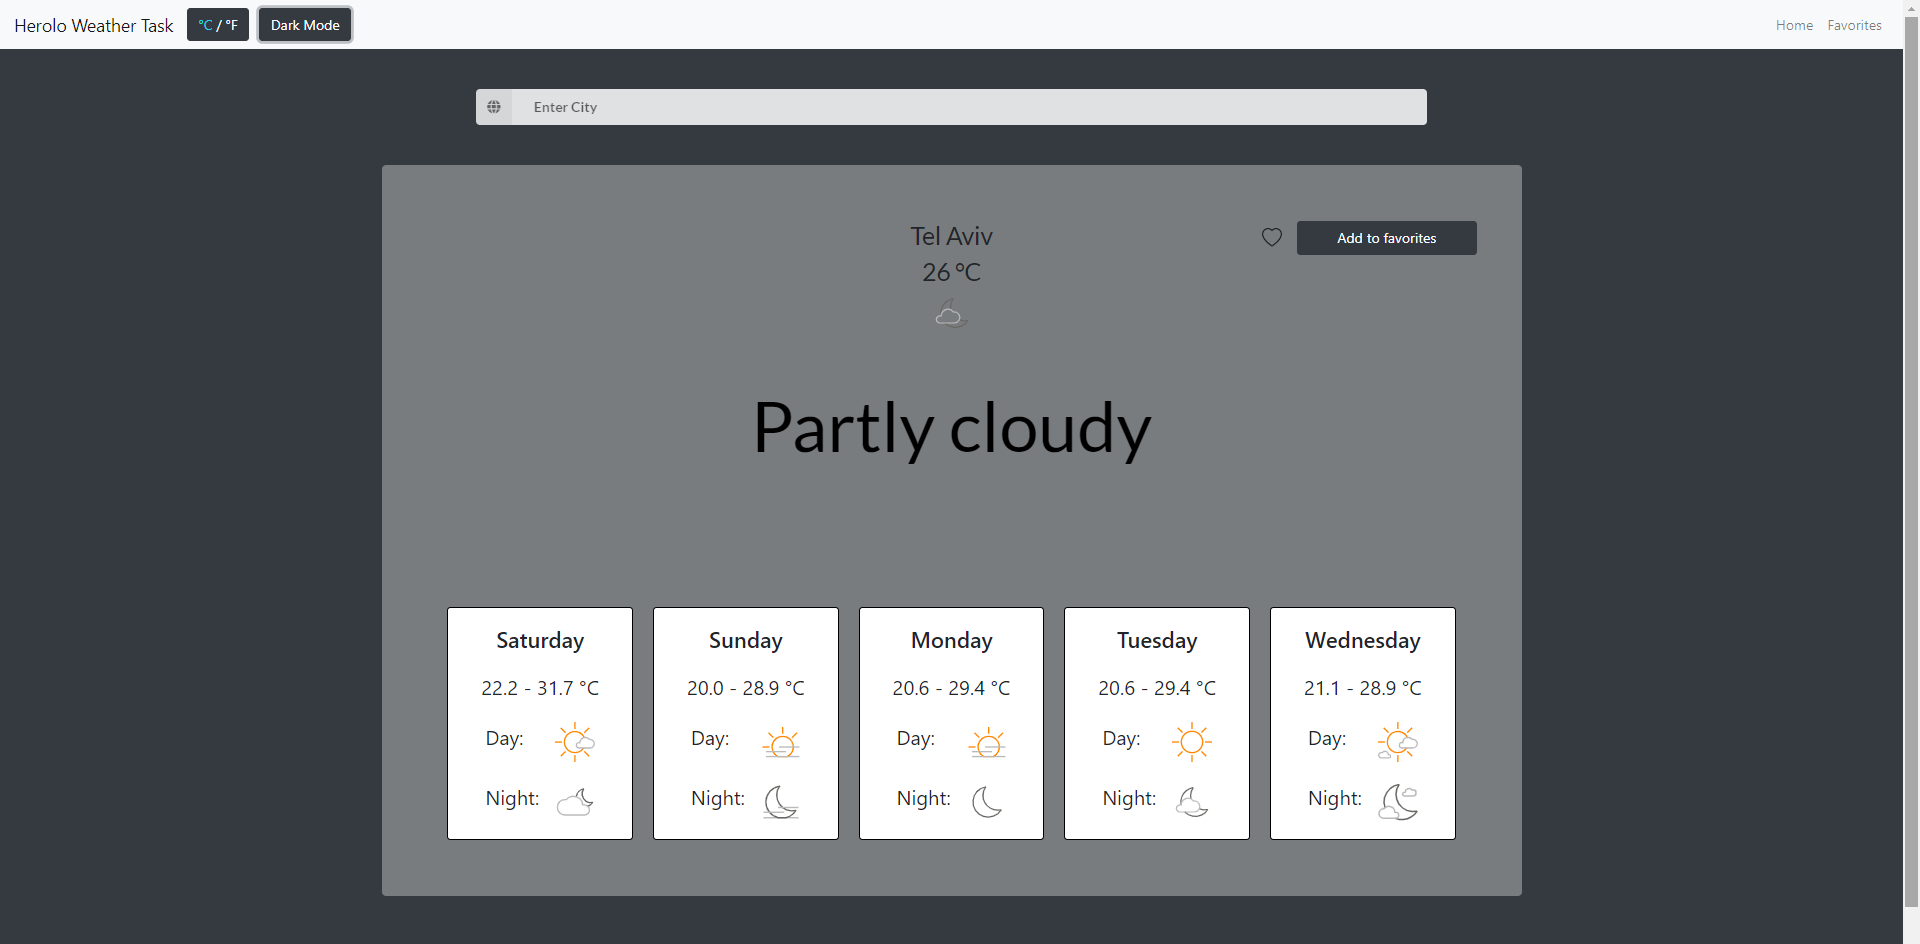 Herolo Weather Task °C / °F Dark Mode Home Favorites
Enter City
Tel Aviv
Add to favorites
26 °C
Partly cloudy
Saturday
22.2 - 31.7 °C
Day:
Night:
Sunday
20.0 - 28.9 °C
Day:
Night:
Monday
20.6 - 29.4 °C
Day:
Night:
Tuesday
20.6 - 29.4 °C
Day:
Night:
Wednesday
21.1 - 28.9 °C
Day:
Night: